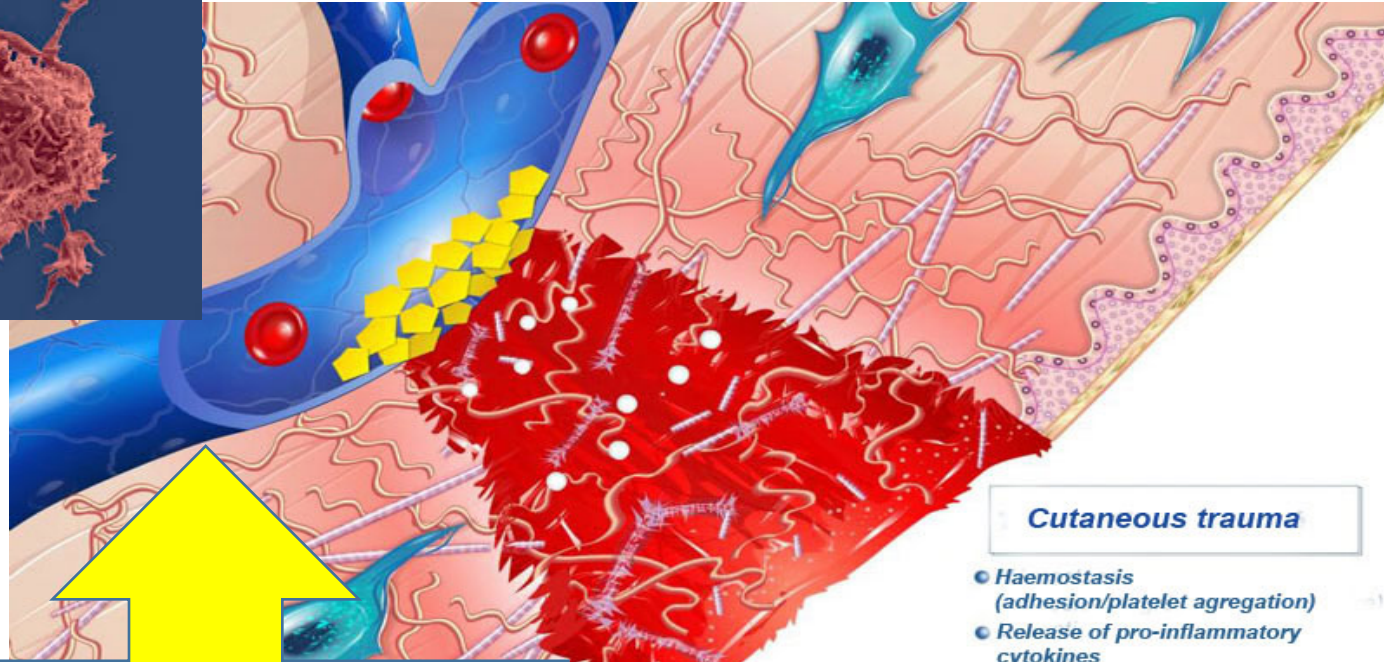 Cutaneous trauma
Haemostasis
(adhesion/platelet agregation)
Release of pro-inflammatory
cytokines